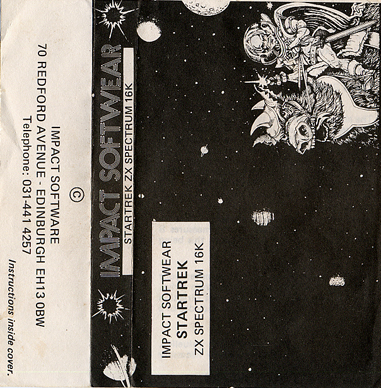 ©
IMPACT SOFTWARE
70 REDFORD AVENUE - EDINBURGH EH13 0BW
Telephone: 031-441 4257
Instructions inside cover.
IMPACT SOFTWEAR
STARTREK ZX SPECTRUM 16K
IMPACT SOFTWEAR
STARTREK
ZX SPECTRUM 16K